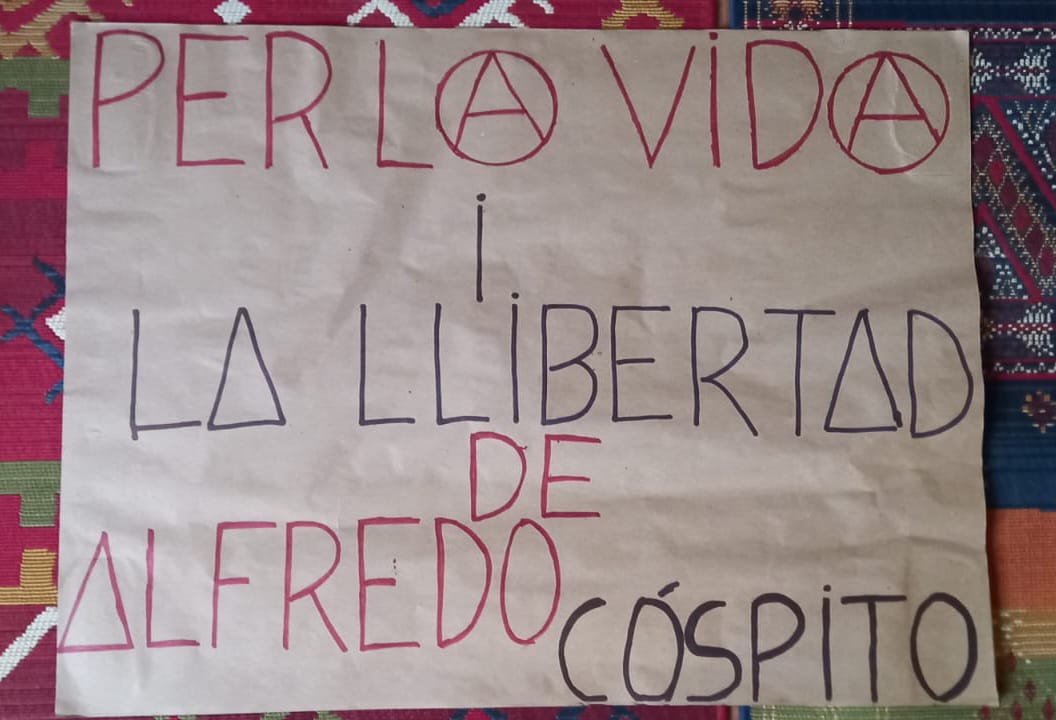 PER LA VIDA
i
LA LLIBERTAD
DE
ALFREDO
CÓSPITO